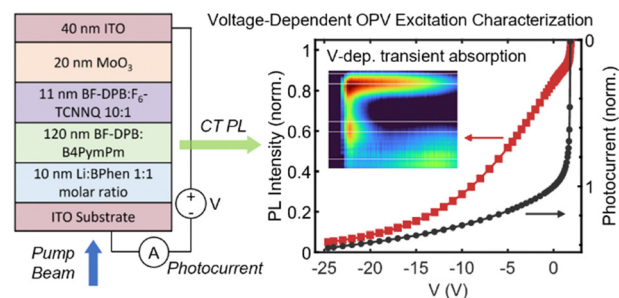 Voltage-Dependent OPV Excitation Characterization
40 nm ITO
20 nm MoO₃
11 nm BF-DPB:F₆-
TCNNQ 10:1
120 nm BF-DPB:
B4PymPm
10 nm Li:BPhen 1:1
molar ratio
ITO Substrate
+
-
V
A
Pump
Beam
Photocurrent
CT PL
V-dep. transient absorption
PL Intensity (norm.)
1
0.8
0.6
0.4
0.2
0
-25 -20 -15 -10 -5 0
V (V)
0
1
Photocurrent (norm.)